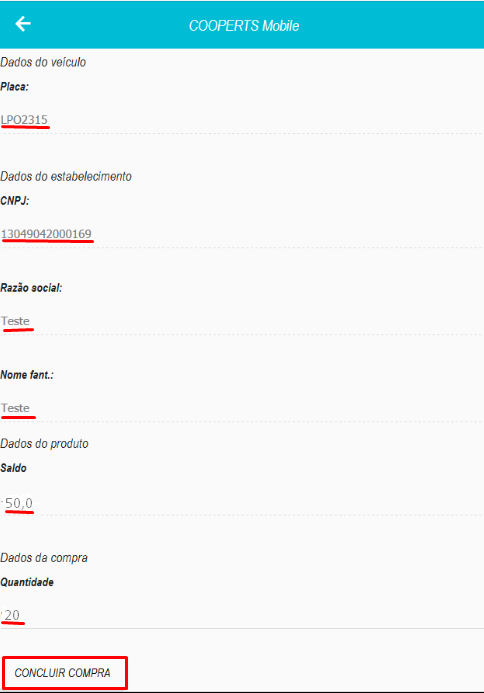 COOPERTS Mobile
Dados do veículo
Placa:
LPO2315
Dados do estabelecimento
CNPJ:
13049042000169
Razão social:
Teste
Nome fant.:
Teste
Dados do produto
Saldo
50,0
Dados da compra
Quantidade
20
CONCLUIR COMPRA